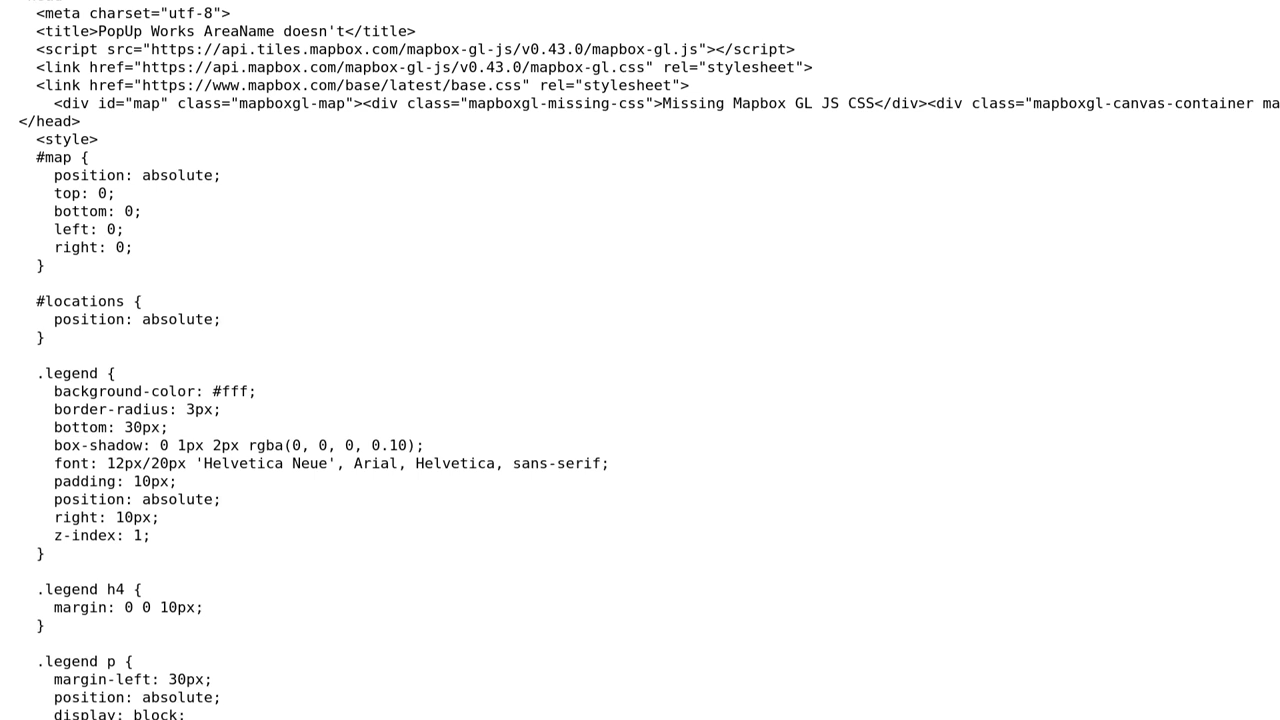 <meta charset="utf-8">
<title>PopUp Works AreaName doesn't</title>
<script src="https://api.tiles.mapbox.com/mapbox-gl-js/v0.43.0/mapbox-gl.js"></script>
<link href="https://api.mapbox.com/mapbox-gl-js/v0.43.0/mapbox-gl.css" rel="stylesheet">
<link href="https://www.mapbox.com/base/latest/base.css" rel="stylesheet">
<div id="map" class="mapboxgl-map"><div class="mapboxgl-missing-css">Missing Mapbox GL JS CSS</div><div class="mapboxgl-canvas-container ma
</head>
<style>
#map {
position: absolute;
top: 0;
bottom: 0;
left: 0;
right: 0;
}
#locations {
position: absolute;
}
.legend {
background-color: #fff;
border-radius: 3px;
bottom: 30px;
box-shadow: 0 1px 2px rgba(0, 0, 0, 0.10);
font: 12px/20px 'Helvetica Neue', Arial, Helvetica, sans-serif;
padding: 10px;
position: absolute;
right: 10px;
z-index: 1;
}
.legend h4 {
margin: 0 0 10px;
}
.legend p {
margin-left: 30px;
position: absolute;
display: block;